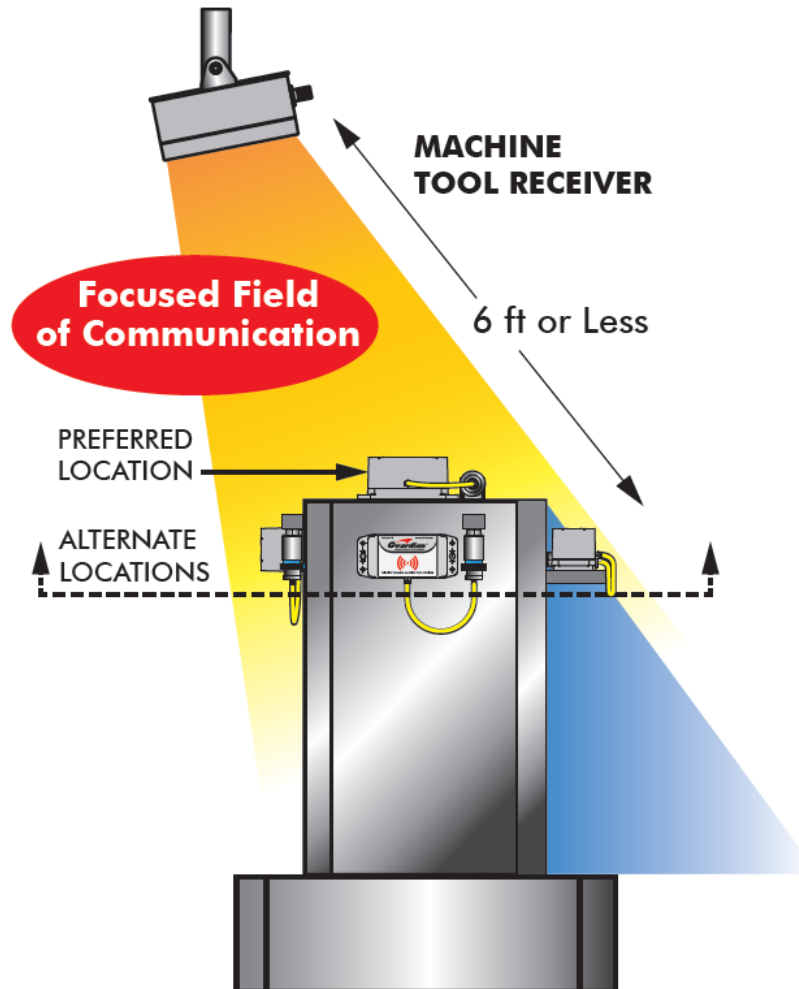 MACHINE
TOOL RECEIVER
Focused Field
of Communication
6 ft or Less
PREFERRED
LOCATION
ALTERNATE
LOCATIONS
Guardian